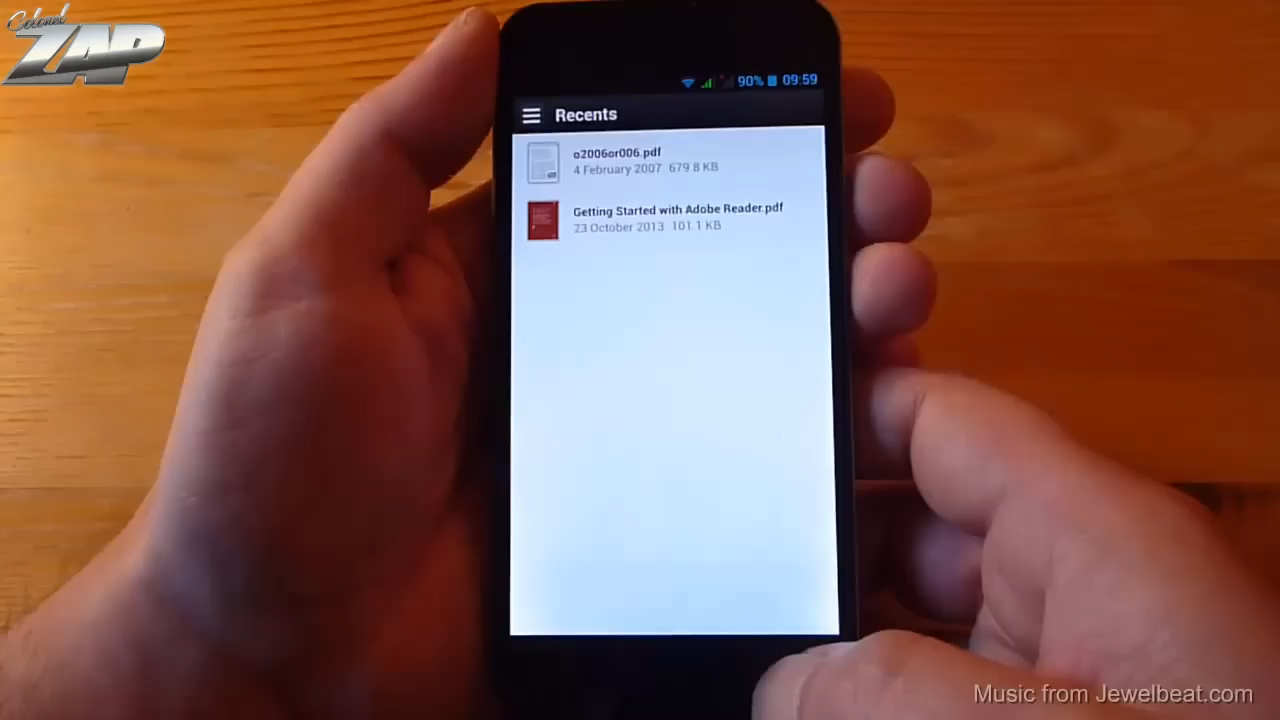 Colonel
ZAP
90% 09:59
Recents
o2006or006.pdf
4 February 2007 679.8 KB
Getting Started with Adobe Reader.pdf
23 October 2013 101.1 KB
Music from Jewelbeat.com